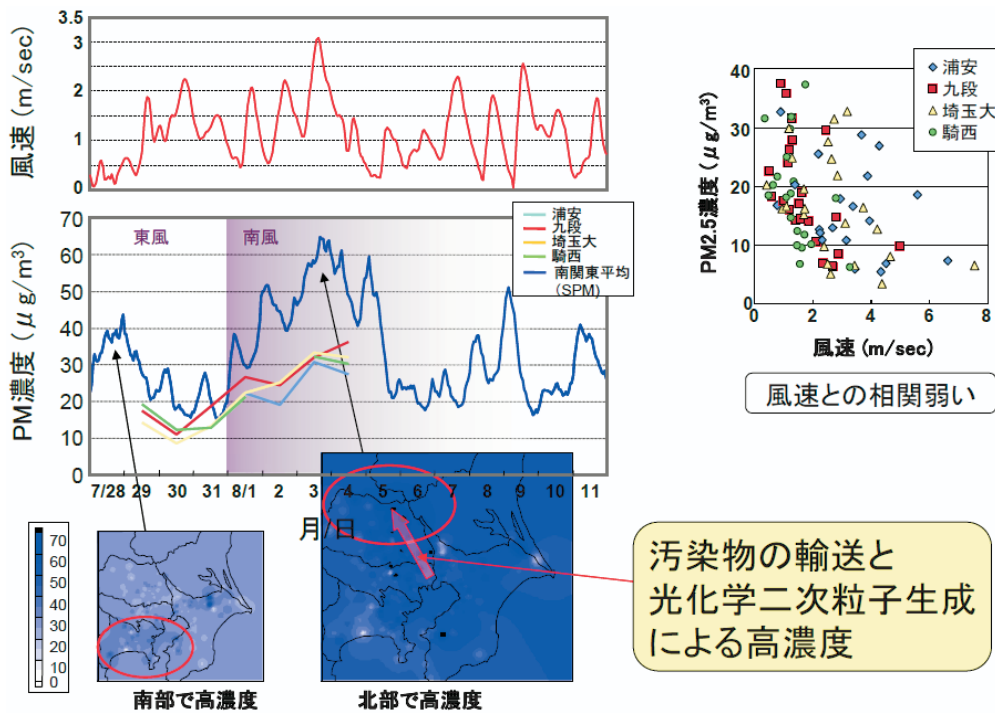 3.5
3
2
1
0
風速 (m/sec)
70
60
50
40
30
20
10
0
PM濃度 (μg/m³)
東風
南風
浦安
九段
埼玉大
騎西
南関東平均
(SPM)
7/28 29 30 31 8/1 2 3 4 5 6 7 8 9 10 11
月/日
40
30
20
10
0
PM2.5濃度 (μg/m³)
0 2 4 6 8
風速 (m/sec)
浦安
九段
埼玉大
騎西
風速との相関弱い
70
60
50
40
30
20
10
0
南部で高濃度
北部で高濃度
汚染物の輸送と
光化学二次粒子生成
による高濃度